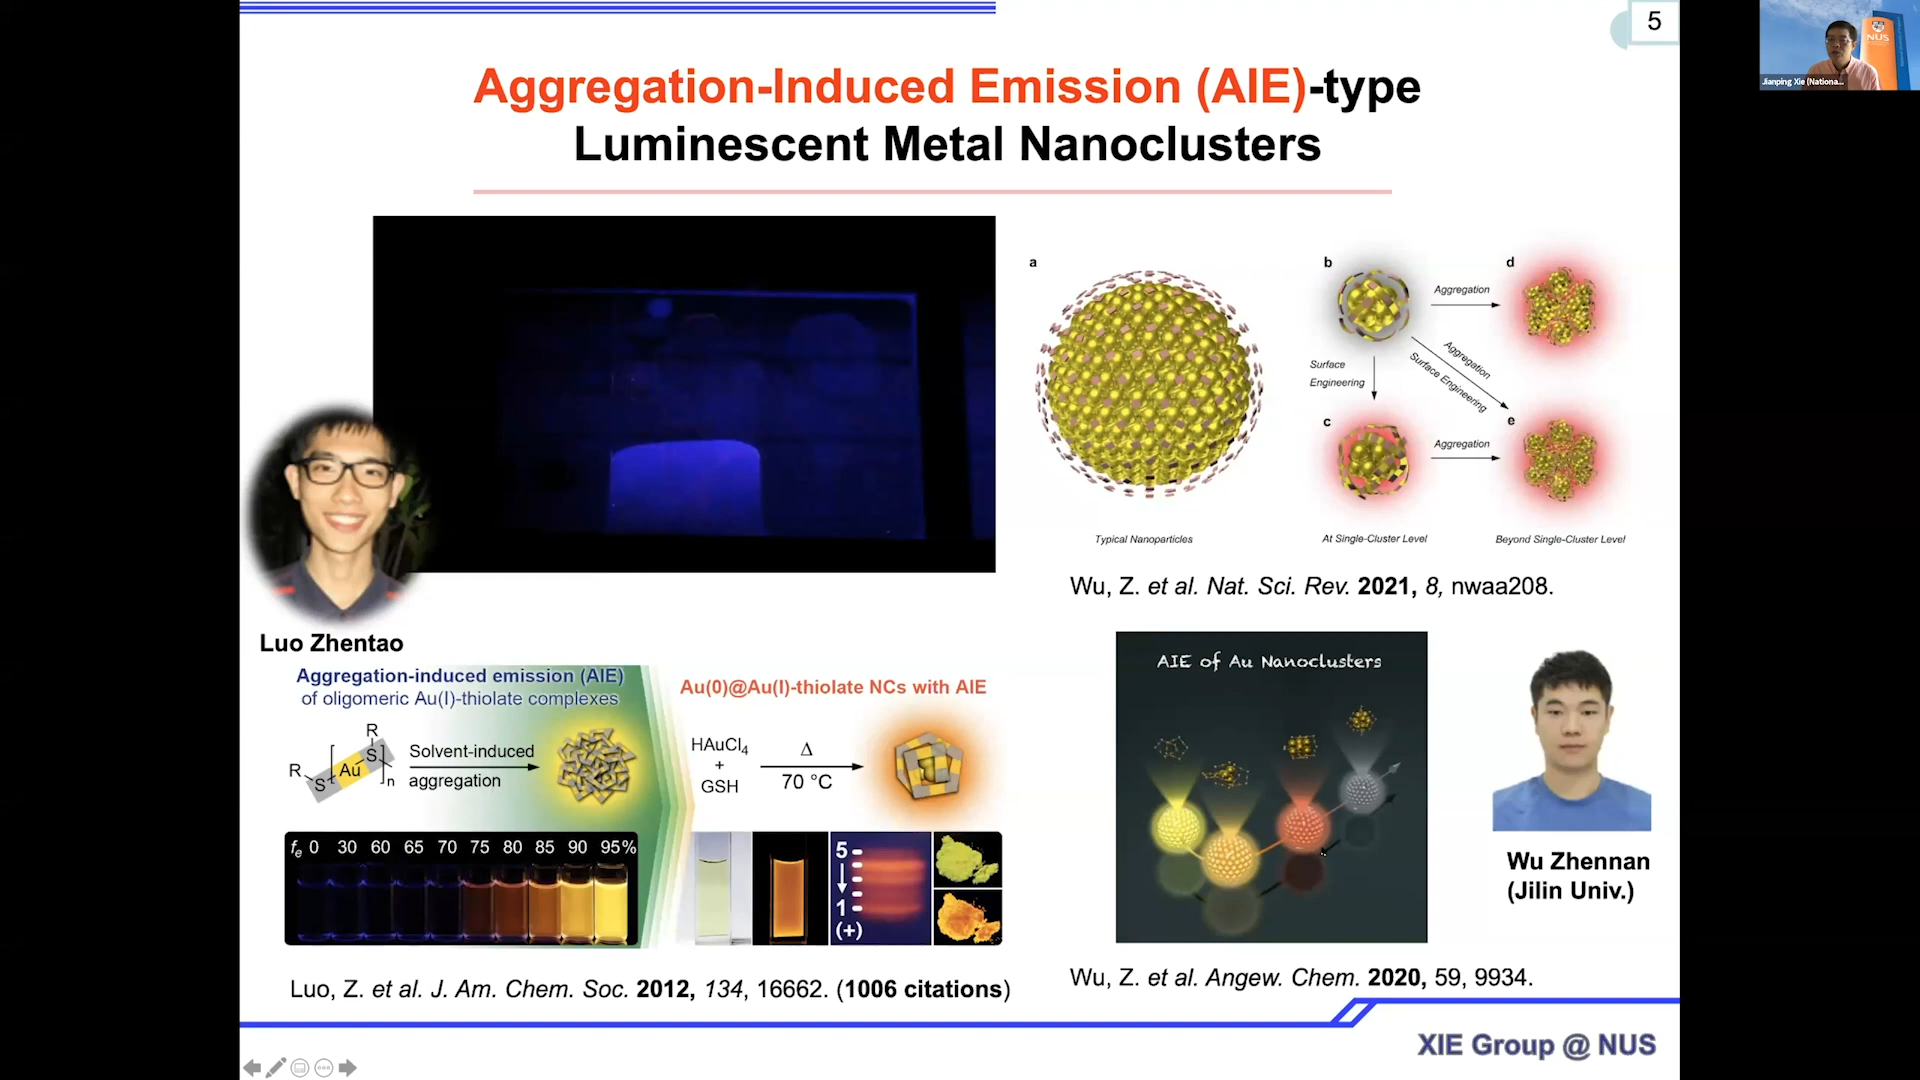 5
NUS
Jianping Xie (Nationa...
Aggregation-Induced Emission (AIE)-type
Luminescent Metal Nanoclusters
a
b
d
Aggregation
Aggregation
Surface Engineering
Surface
Engineering
c
e
Aggregation
Typical Nanoparticles
At Single-Cluster Level
Beyond Single-Cluster Level
Wu, Z. et al. Nat. Sci. Rev. 2021, 8, nwaa208.
Luo Zhentao
Aggregation-induced emission (AIE)
of oligomeric Au(I)-thiolate complexes
R
S
Au
S
R
n
Solvent-induced
aggregation
Au(0)@Au(I)-thiolate NCs with AIE
HAuCl4
+
GSH
Δ
70 °C
fe 0 30 60 65 70 75 80 85 90 95%
5
1
(+)
Luo, Z. et al. J. Am. Chem. Soc. 2012, 134, 16662. (1006 citations)
AIE of Au Nanoclusters
Wu Zhennan
(Jilin Univ.)
Wu, Z. et al. Angew. Chem. 2020, 59, 9934.
XIE Group @ NUS